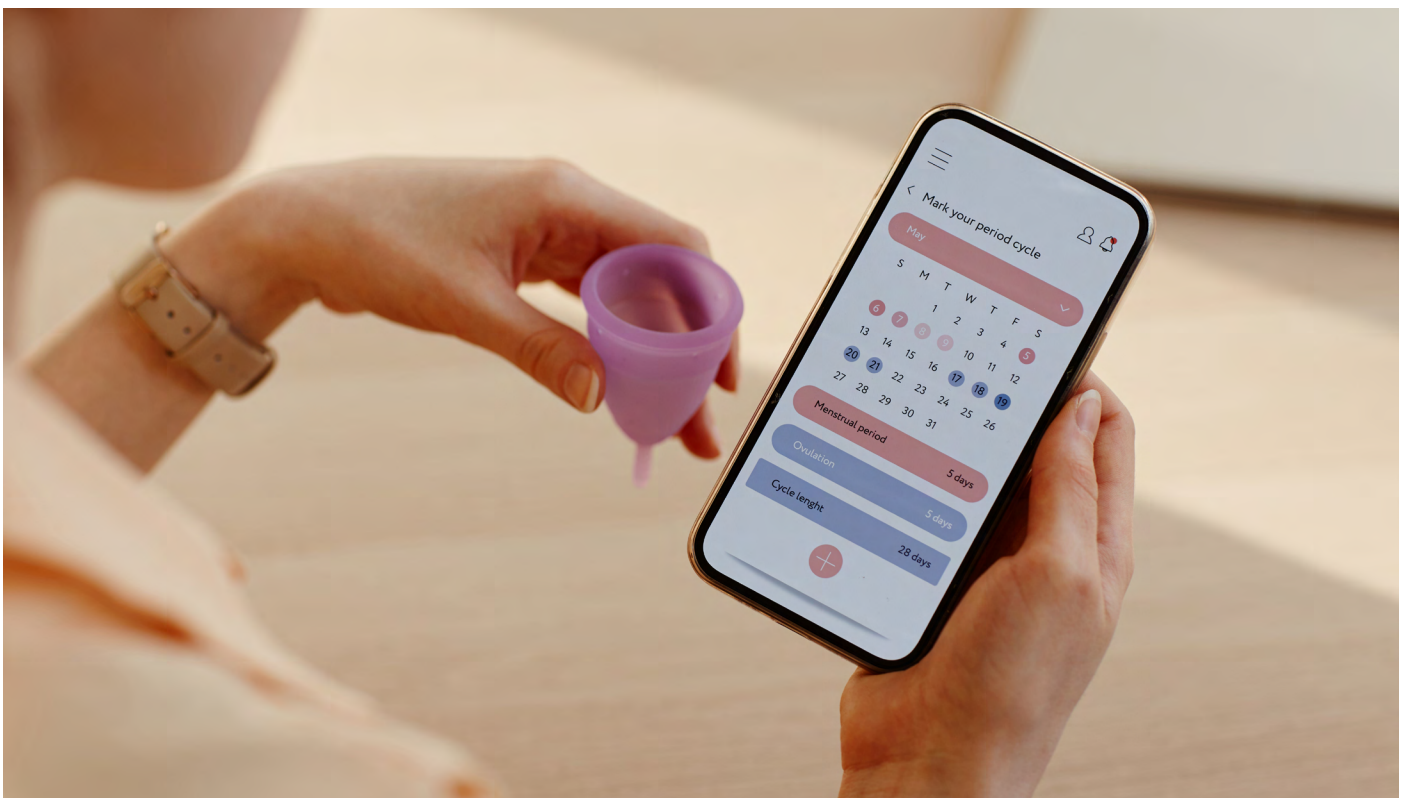 Mark your period cycle
May
S M T W T F S
1 2 3 4 5
6 7 8 9 10 11 12
13 14 15 16 17 18 19
20 21 22 23 24 25 26
27 28 29 30 31
Menstrual period 5 days
Ovulation 5 days
Cycle lenght 28 days